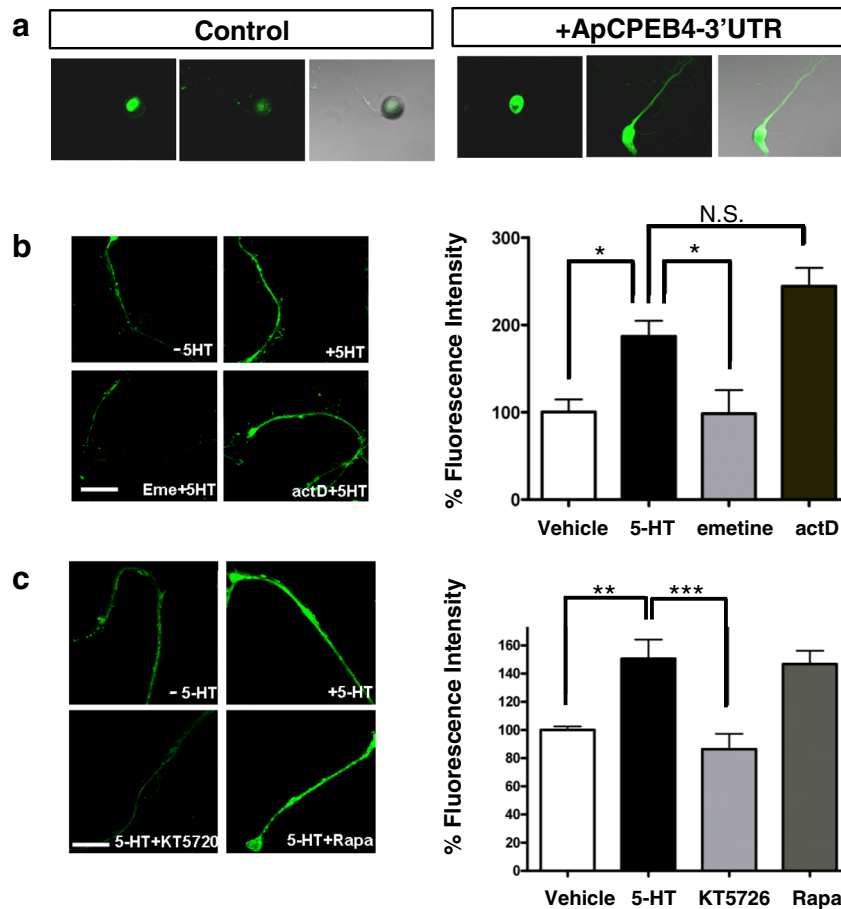 a
Control
+ApCPEB4-3’UTR
b
- 5HT
+5HT
Eme+5HT
actD+5HT
% Fluorescence Intensity
300
200
100
0
*
*
N.S.
Vehicle
5-HT
emetine
actD
c
- 5-HT
+5-HT
5-HT+KT5720
5-HT+Rapa
% Fluorescence Intensity
160
140
120
100
80
60
40
20
0
**
***
Vehicle
5-HT
KT5726
Rapa